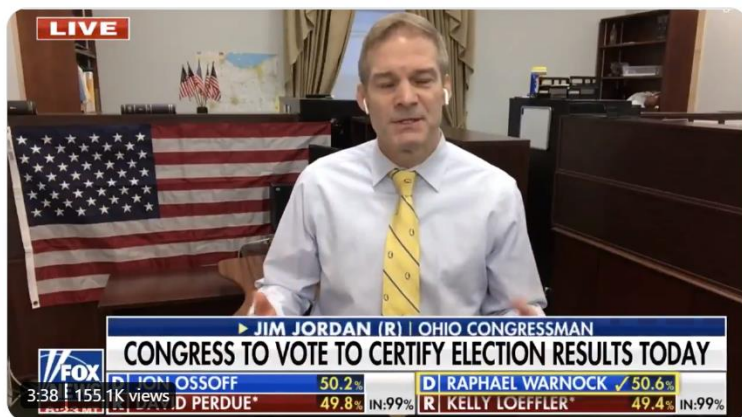 LIVE
▶ JIM JORDAN (R) | OHIO CONGRESSMAN
CONGRESS TO VOTE TO CERTIFY ELECTION RESULTS TODAY
FOX
NEWS
3:38 155.1K views
D JON OSSOFF 50.2%
R DAVID PERDUE* 49.8% IN:99%
D RAPHAEL WARNOCK ✓50.6%
R KELLY LOEFFLER* 49.4% IN:99%